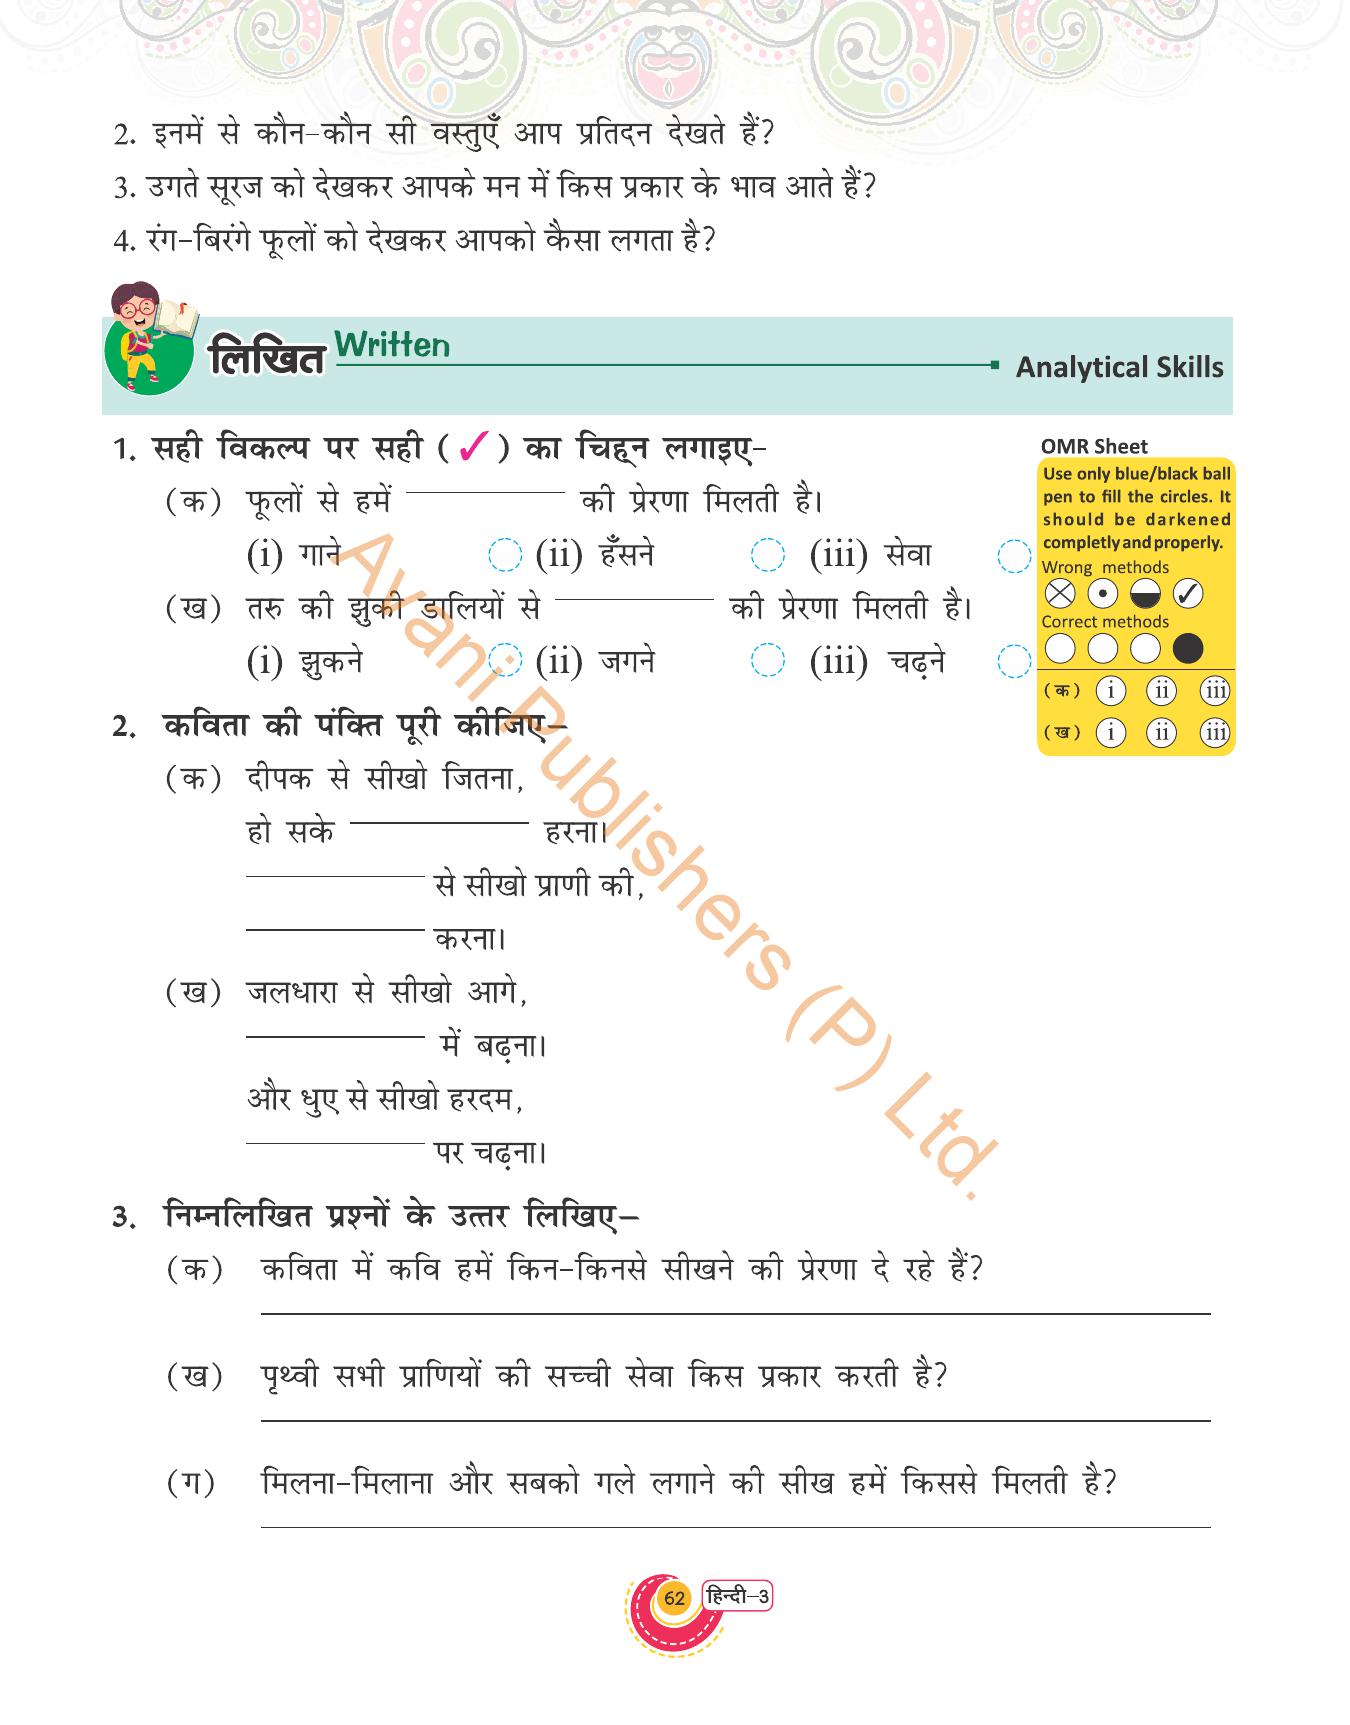 2. इनमें से कौन-कौन सी वस्तुएँ आप प्रतिदन देखते हैं?
3. उगते सूरज को देखकर आपके मन में किस प्रकार के भाव आते हैं?
4. रंग-बिरंगे फूलों को देखकर आपको कैसा लगता है?
लिखित Written Analytical Skills
1. सही विकल्प पर सही (✓) का चिह्न लगाइए-
(क) फूलों से हमें ________ की प्रेरणा मिलती है।
(i) गाने (ii) हँसने (iii) सेवा
(ख) तरु की झुकी डालियों से ________ की प्रेरणा मिलती है।
(i) झुकने (ii) जगने (iii) चढ़ने
OMR Sheet
Use only blue/black ball
pen to fill the circles. It
should be darkened
completly and properly.
Wrong methods
Correct methods
(क) i ii iii
(ख) i ii iii
2. कविता की पंक्ति पूरी कीजिए–
(क) दीपक से सीखो जितना,
हो सके ________ हरना।
________ से सीखो प्राणी की,
________ करना।
(ख) जलधारा से सीखो आगे,
________ में बढ़ना।
और धुए से सीखो हरदम,
________ पर चढ़ना।
3. निम्नलिखित प्रश्नों के उत्तर लिखिए–
(क) कविता में कवि हमें किन-किनसे सीखने की प्रेरणा दे रहे हैं?
(ख) पृथ्वी सभी प्राणियों की सच्ची सेवा किस प्रकार करती है?
(ग) मिलना-मिलाना और सबको गले लगाने की सीख हमें किससे मिलती है?
62 हिन्दी–3
Avani Publishers (P) Ltd.